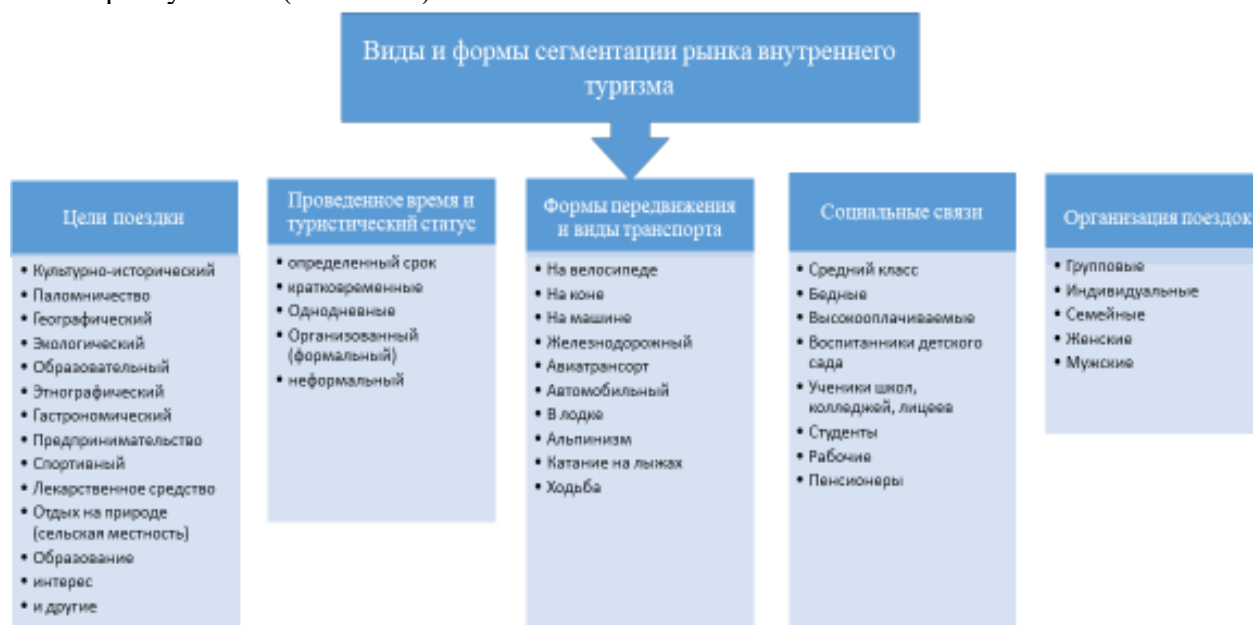 Виды и формы сегментации рынка внутреннего
туризма
Цели поездки
• Культурно-исторический
• Паломничество
• Географический
• Экологический
• Образовательный
• Этнографический
• Гастрономический
• Предпринимательство
• Спортивный
• Лекарственное средство
• Отдых на природе
(сельская местность)
• Образование
• интерес
• и другие
Проведенное время и
туристический статус
• определенный срок
• кратковременные
• Однодневные
• Организованный
(формальный)
• неформальный
Формы передвижения
и виды транспорта
• На велосипеде
• На коне
• На машине
• Железнодорожный
• Авиатрансорт
• Автомобильный
• В лодке
• Альпинизм
• Катание на лыжах
• Ходьба
Социальные связи
• Средний класс
• Бедные
• Высокооплачиваемые
• Воспитанники детского
сада
• Ученики школ,
колледжей, лицеев
• Студенты
• Рабочие
• Пенсионеры
Организация поездок
• Групповые
• Индивидуальные
• Семейные
• Женские
• Мужские